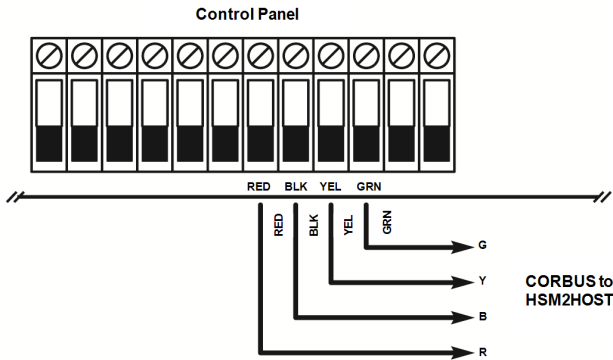 Control Panel
RED BLK YEL GRN
RED BLK YEL GRN
G
Y
CORBUS to
HSM2HOST
B
R